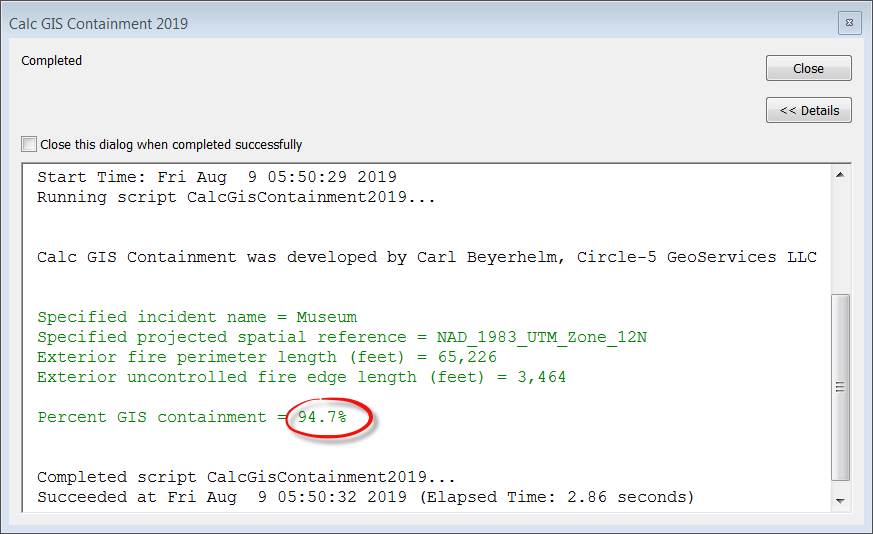 Calc GIS Containment 2019
Completed
Close
<< Details
Close this dialog when completed successfully
Start Time: Fri Aug  9 05:50:29 2019
Running script CalcGisContainment2019...
Calc GIS Containment was developed by Carl Beyerhelm, Circle-5 GeoServices LLC
Specified incident name = Museum
Specified projected spatial reference = NAD_1983_UTM_Zone_12N
Exterior fire perimeter length (feet) = 65,226
Exterior uncontrolled fire edge length (feet) = 3,464
Percent GIS containment = 94.7%
Completed script CalcGisContainment2019...
Succeeded at Fri Aug  9 05:50:32 2019 (Elapsed Time: 2.86 seconds)